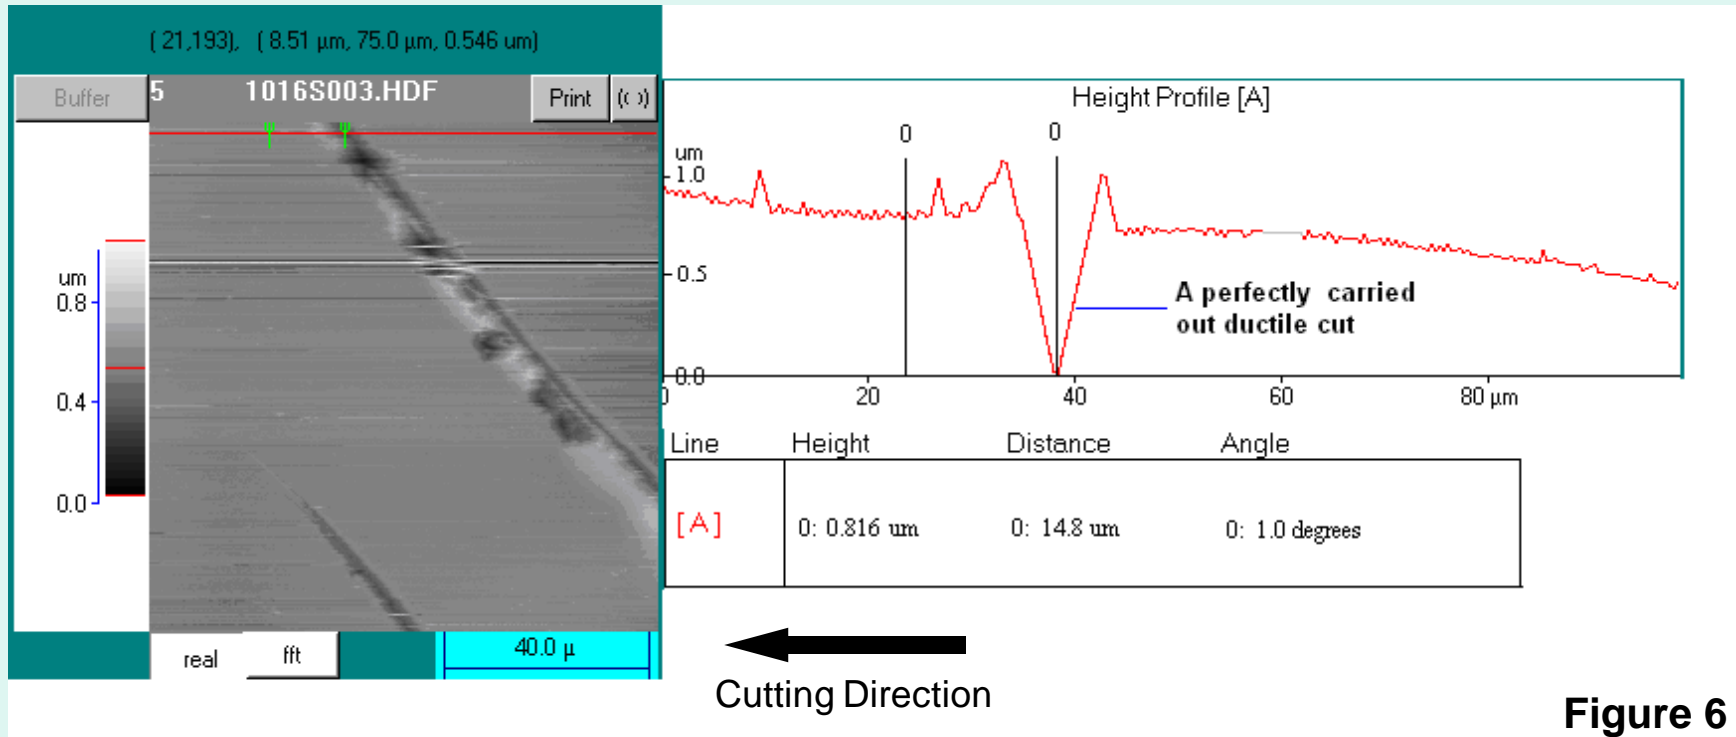 ( 21,193),  ( 8.51 µm, 75.0 µm, 0.546 um)
Buffer
5
1016S003.HDF
Print
(( ))
um
0.8
0.4
0.0
real
fft
40.0 µ
Height Profile [A]
0
0
um
1.0
0.5
0.0
0
20
40
60
80 µm
A perfectly carried
out ductile cut
Line Height Distance Angle
[A] 0: 0.816 um 0: 14.8 um 0: 1.0 degrees
Cutting Direction
Figure 6